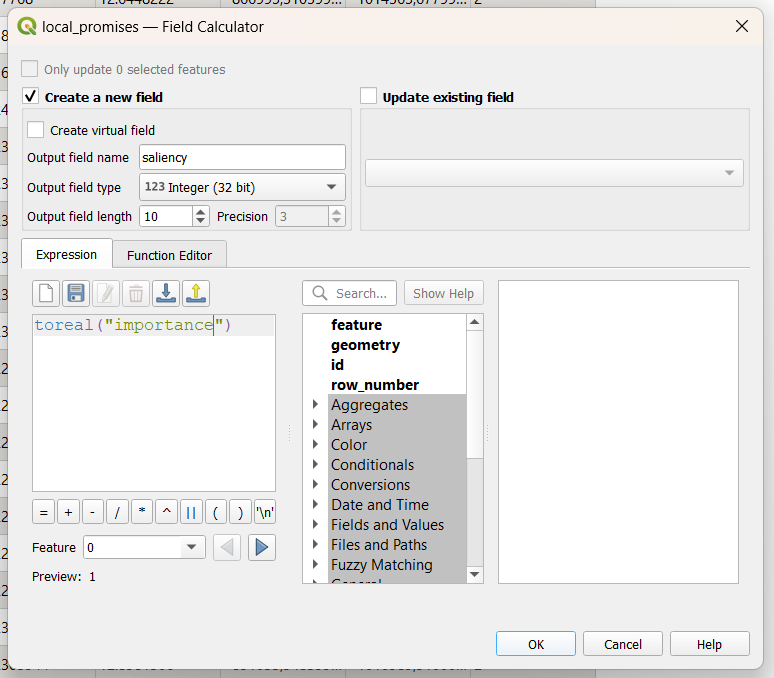 local_promises — Field Calculator
Only update 0 selected features
Create a new field
Update existing field
Create virtual field
Output field name saliency
Output field type 123 Integer (32 bit)
Output field length 10 Precision 3
Expression Function Editor
Search... Show Help
toreal("importance")
feature
geometry
id
row_number
Aggregates
Arrays
Color
Conditionals
Conversions
Date and Time
Fields and Values
Files and Paths
Fuzzy Matching
General
= + - / * ^ || ( ) '\n'
Feature 0
Preview: 1
OK Cancel Help